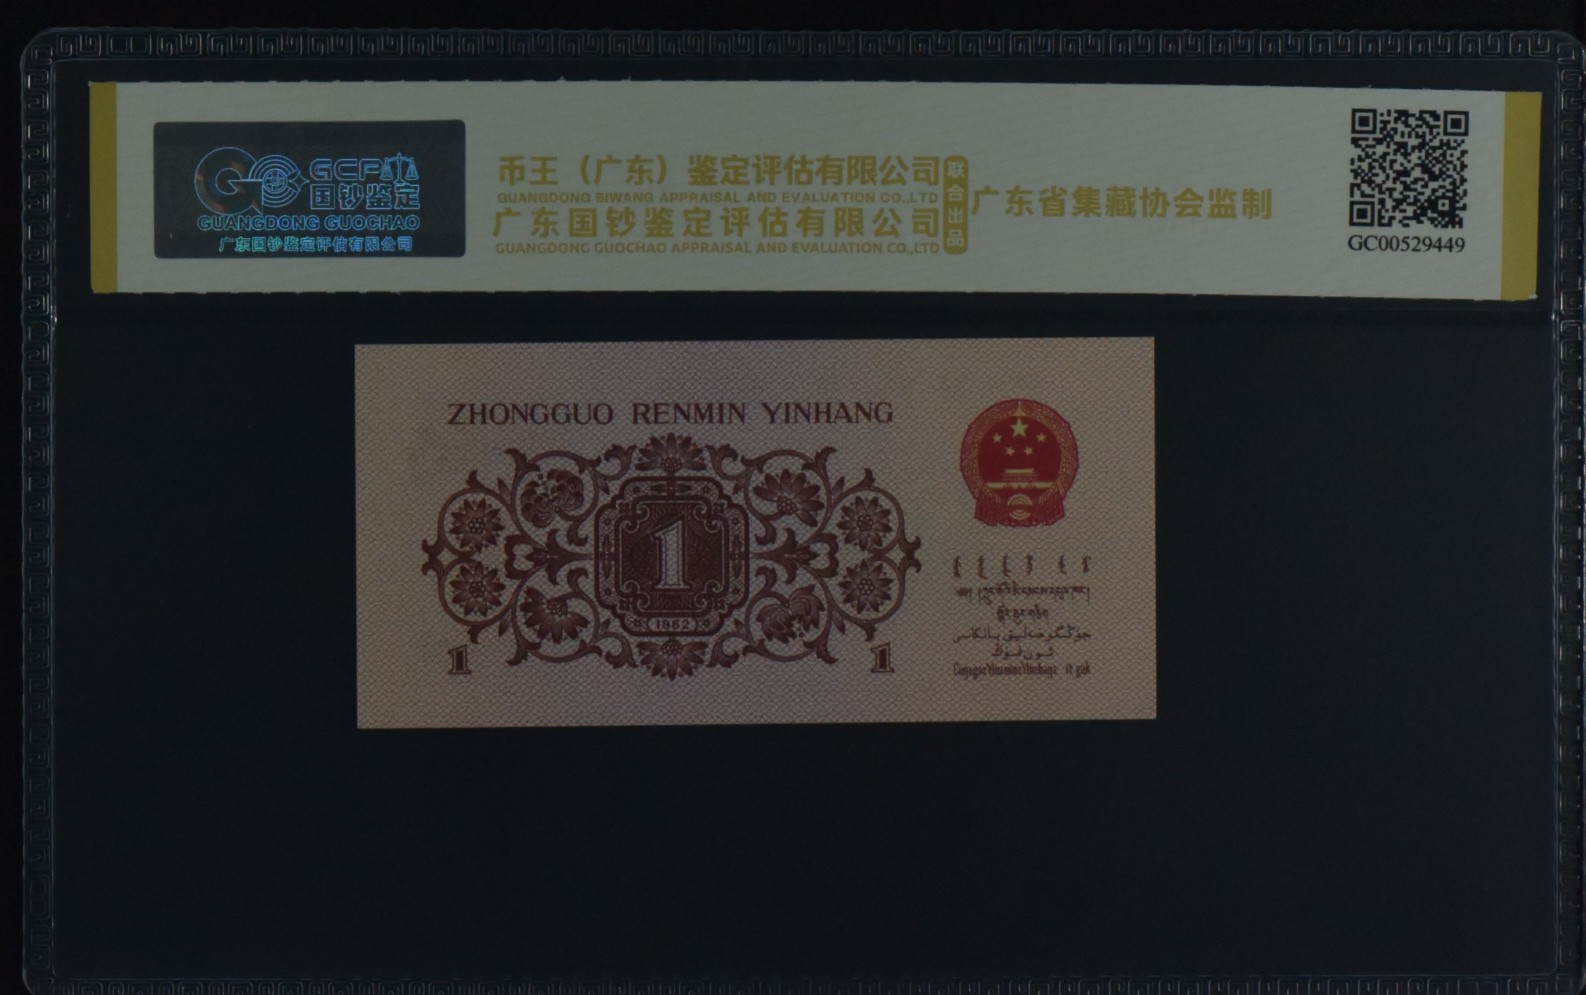 GCP
国钞鉴定
GUANGDONG GUOCHAO
广东国钞鉴定评估有限公司
币王（广东）鉴定评估有限公司
GUANGDONG BIWANG APPRAISAL AND EVALUATION CO.,LTD
广东国钞鉴定评估有限公司
GUANGDONG GUOCHAO APPRAISAL AND EVALUATION CO.,LTD
联合出品
广东省集藏协会监制
GC00529449
ZHONGGUO RENMIN YINHANG
1
(1962)
1
1